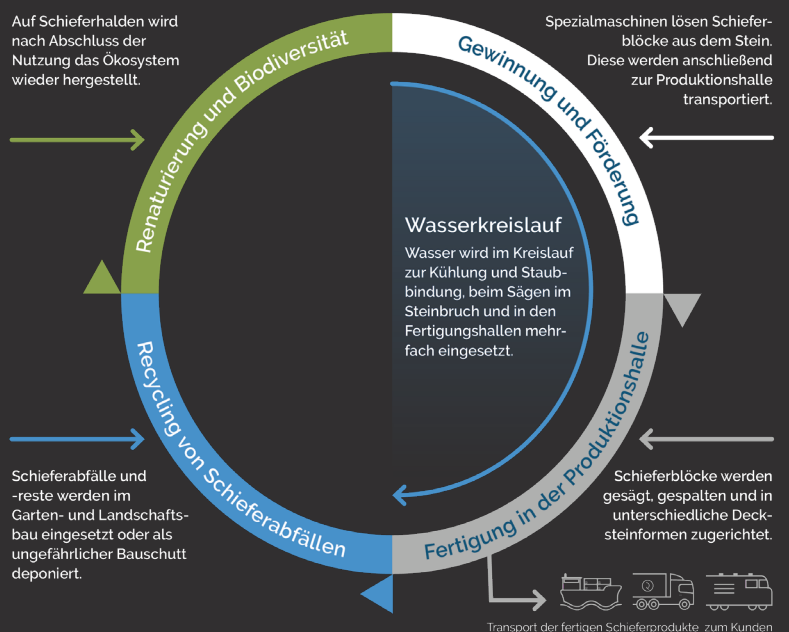 Auf Schieferhalden wird
nach Abschluss der
Nutzung das Ökosystem
wieder hergestellt.
Renaturierung und Biodiversität
Gewinnung und Förderung
Spezialmaschinen lösen Schiefer-
blöcke aus dem Stein.
Diese werden anschließend
zur Produktionshalle
transportiert.
Wasserkreislauf
Wasser wird im Kreislauf
zur Kühlung und Staub-
bindung, beim Sägen im
Steinbruch und in den
Fertigungshallen mehr-
fach eingesetzt.
Recycling von Schieferabfällen
Fertigung in der Produktionshalle
Schieferabfälle und
-reste werden im
Garten- und Landschafts-
bau eingesetzt oder als
ungefährlicher Bauschutt
deponiert.
Schieferblöcke werden
gesägt, gespalten und in
unterschiedliche Deck-
steinformen zugerichtet.
Transport der fertigen Schieferprodukte zum Kunden